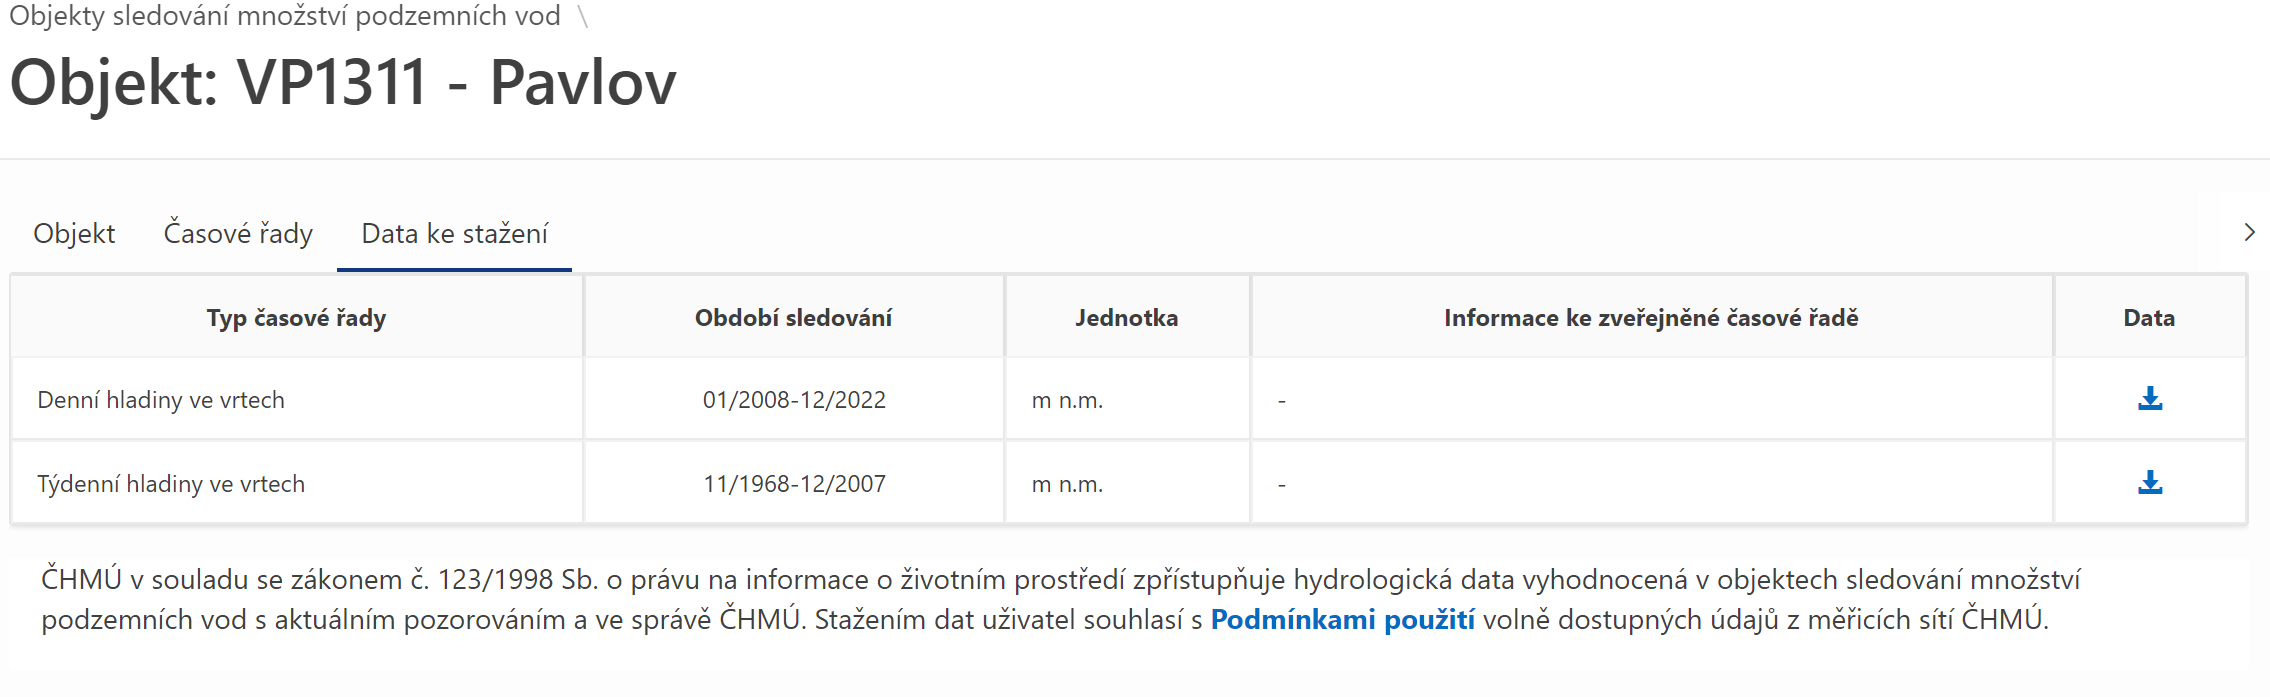 Objekty sledování množství podzemních vod \
Objekt: VP1311 - Pavlov
Objekt Časové řady Data ke stažení
Typ časové řady Období sledování Jednotka Informace ke zveřejněné časové řadě Data
Denní hladiny ve vrtech 01/2008-12/2022 m n.m. -
Týdenní hladiny ve vrtech 11/1968-12/2007 m n.m. -
ČHMÚ v souladu se zákonem č. 123/1998 Sb. o právu na informace o životním prostředí zpřístupňuje hydrologická data vyhodnocená v objektech sledování množství
podzemních vod s aktuálním pozorováním a ve správě ČHMÚ. Stažením dat uživatel souhlasí s Podmínkami použití volně dostupných údajů z měřicích sítí ČHMÚ.